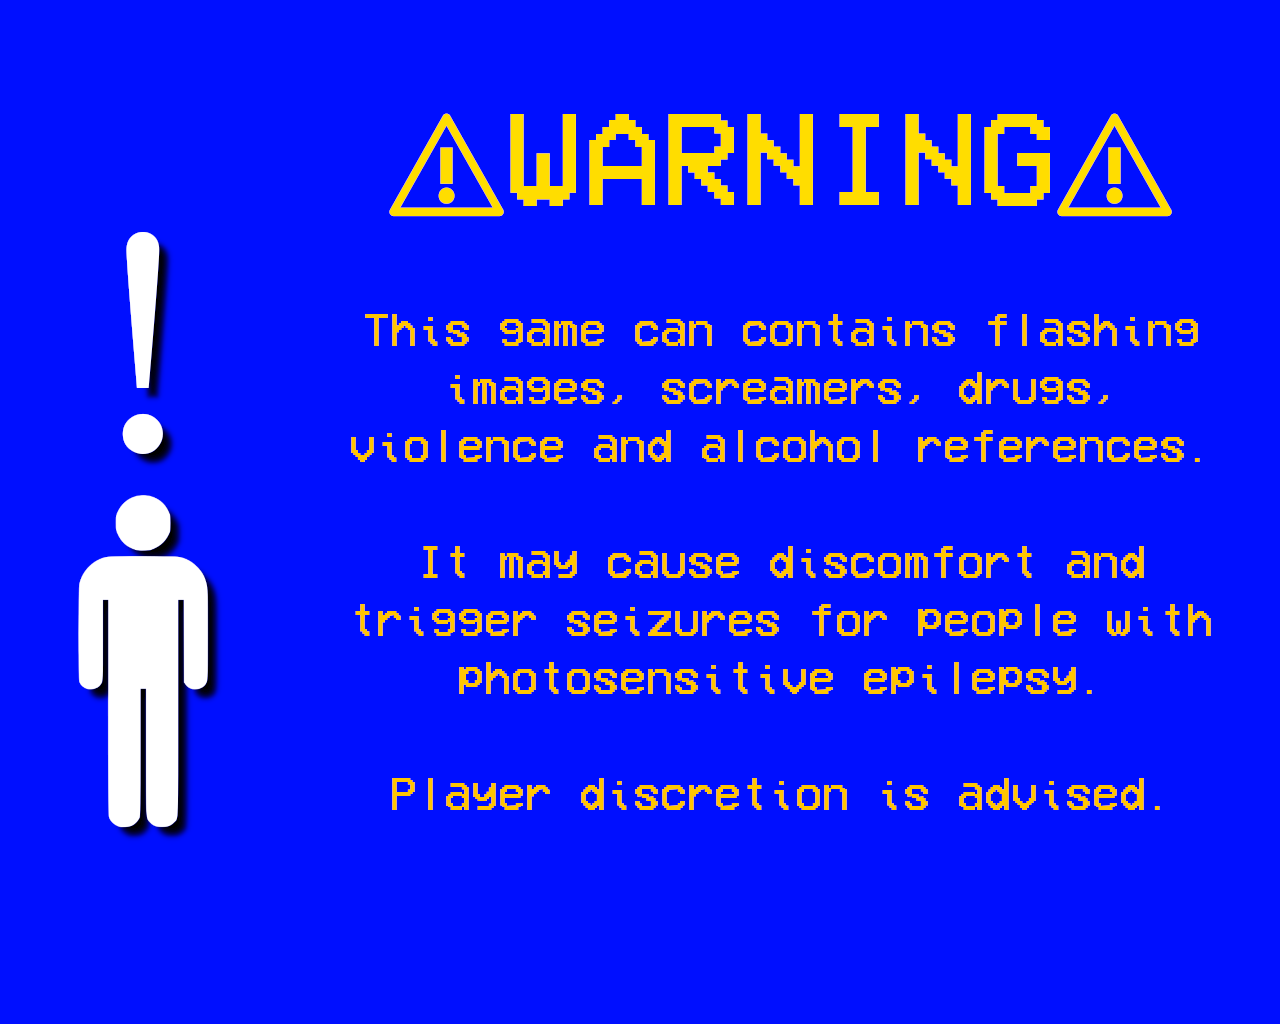 ⚠WARNING⚠
This game can contains flashing
images, screamers, drugs,
violence and alcohol references.
It may cause discomfort and
trigger seizures for people with
photosensitive epilepsy.
Player discretion is advised.